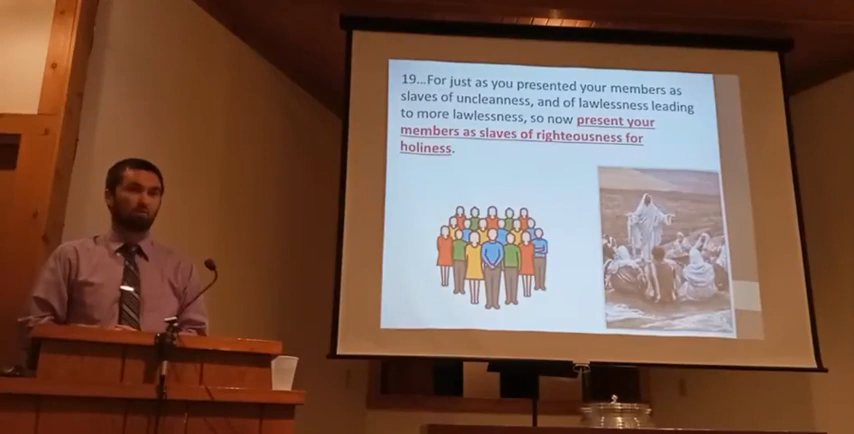 19...For just as you presented your members as
slaves of uncleanness, and of lawlessness leading
to more lawlessness, so now present your
members as slaves of righteousness for
holiness.